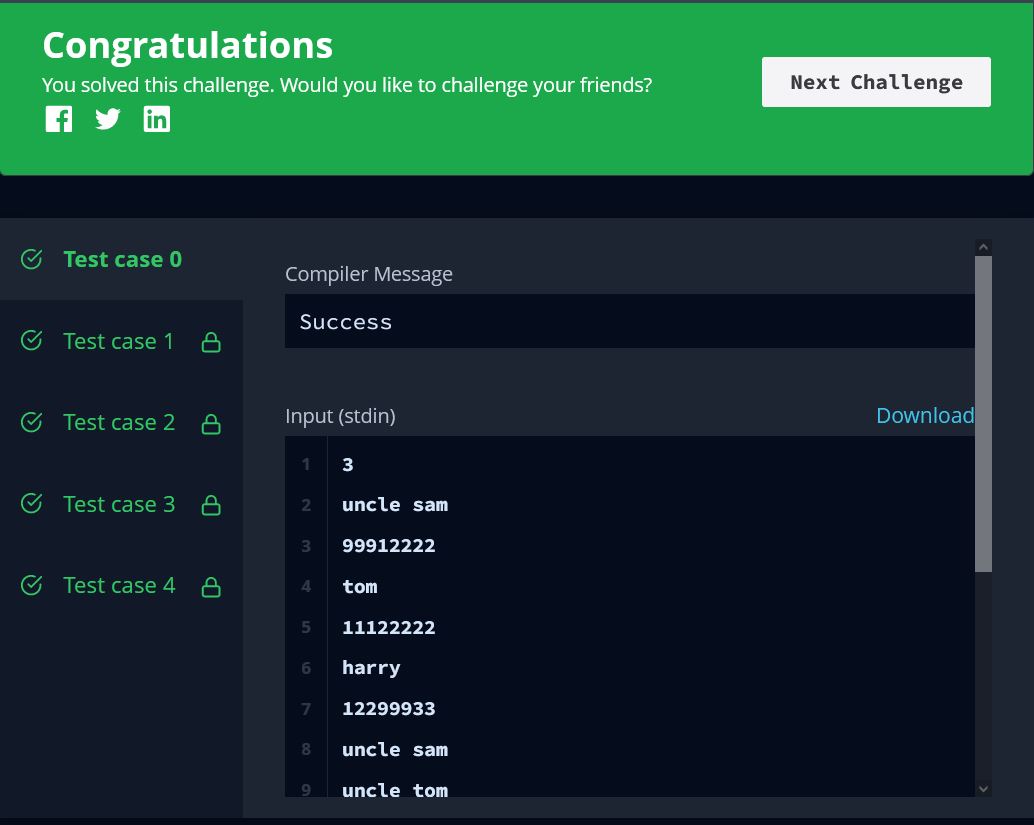 Congratulations
You solved this challenge. Would you like to challenge your friends?
Next Challenge
Test case 0
Test case 1
Test case 2
Test case 3
Test case 4
Compiler Message
Success
Input (stdin)
Download
1 3
2 uncle sam
3 99912222
4 tom
5 11122222
6 harry
7 12299933
8 uncle sam
9 uncle tom